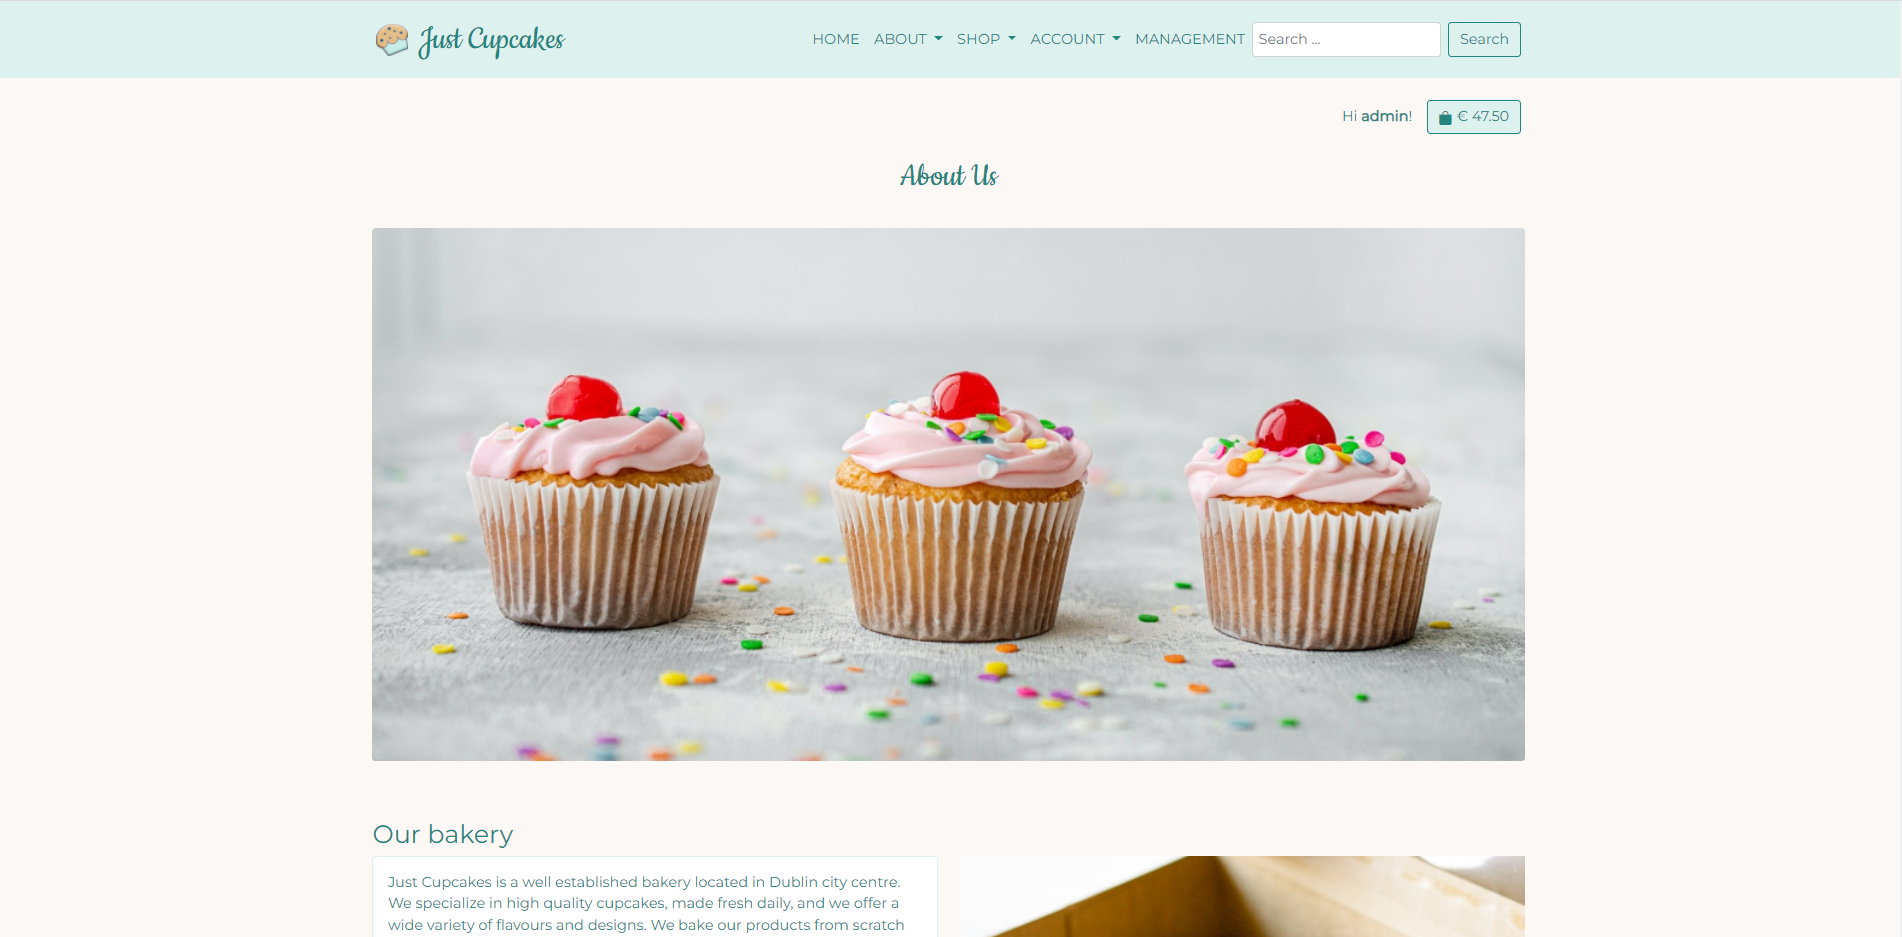 Just Cupcakes
HOME ABOUT SHOP ACCOUNT MANAGEMENT Search ... Search
Hi admin! € 47.50
About Us
Our bakery
Just Cupcakes is a well established bakery located in Dublin city centre.
We specialize in high quality cupcakes, made fresh daily, and we offer a
wide variety of flavours and designs. We bake our products from scratch